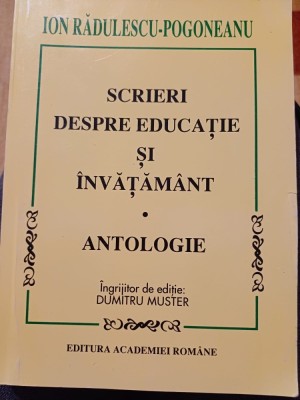 ION RĂDULESCU-POGONEANU
SCRIERI
DESPRE EDUCAȚIE
ȘI
ÎNVĂȚĂMÂNT
•
ANTOLOGIE
Îngrijitor de ediție:
DUMITRU MUSTER
EDITURA ACADEMIEI ROMÂNE